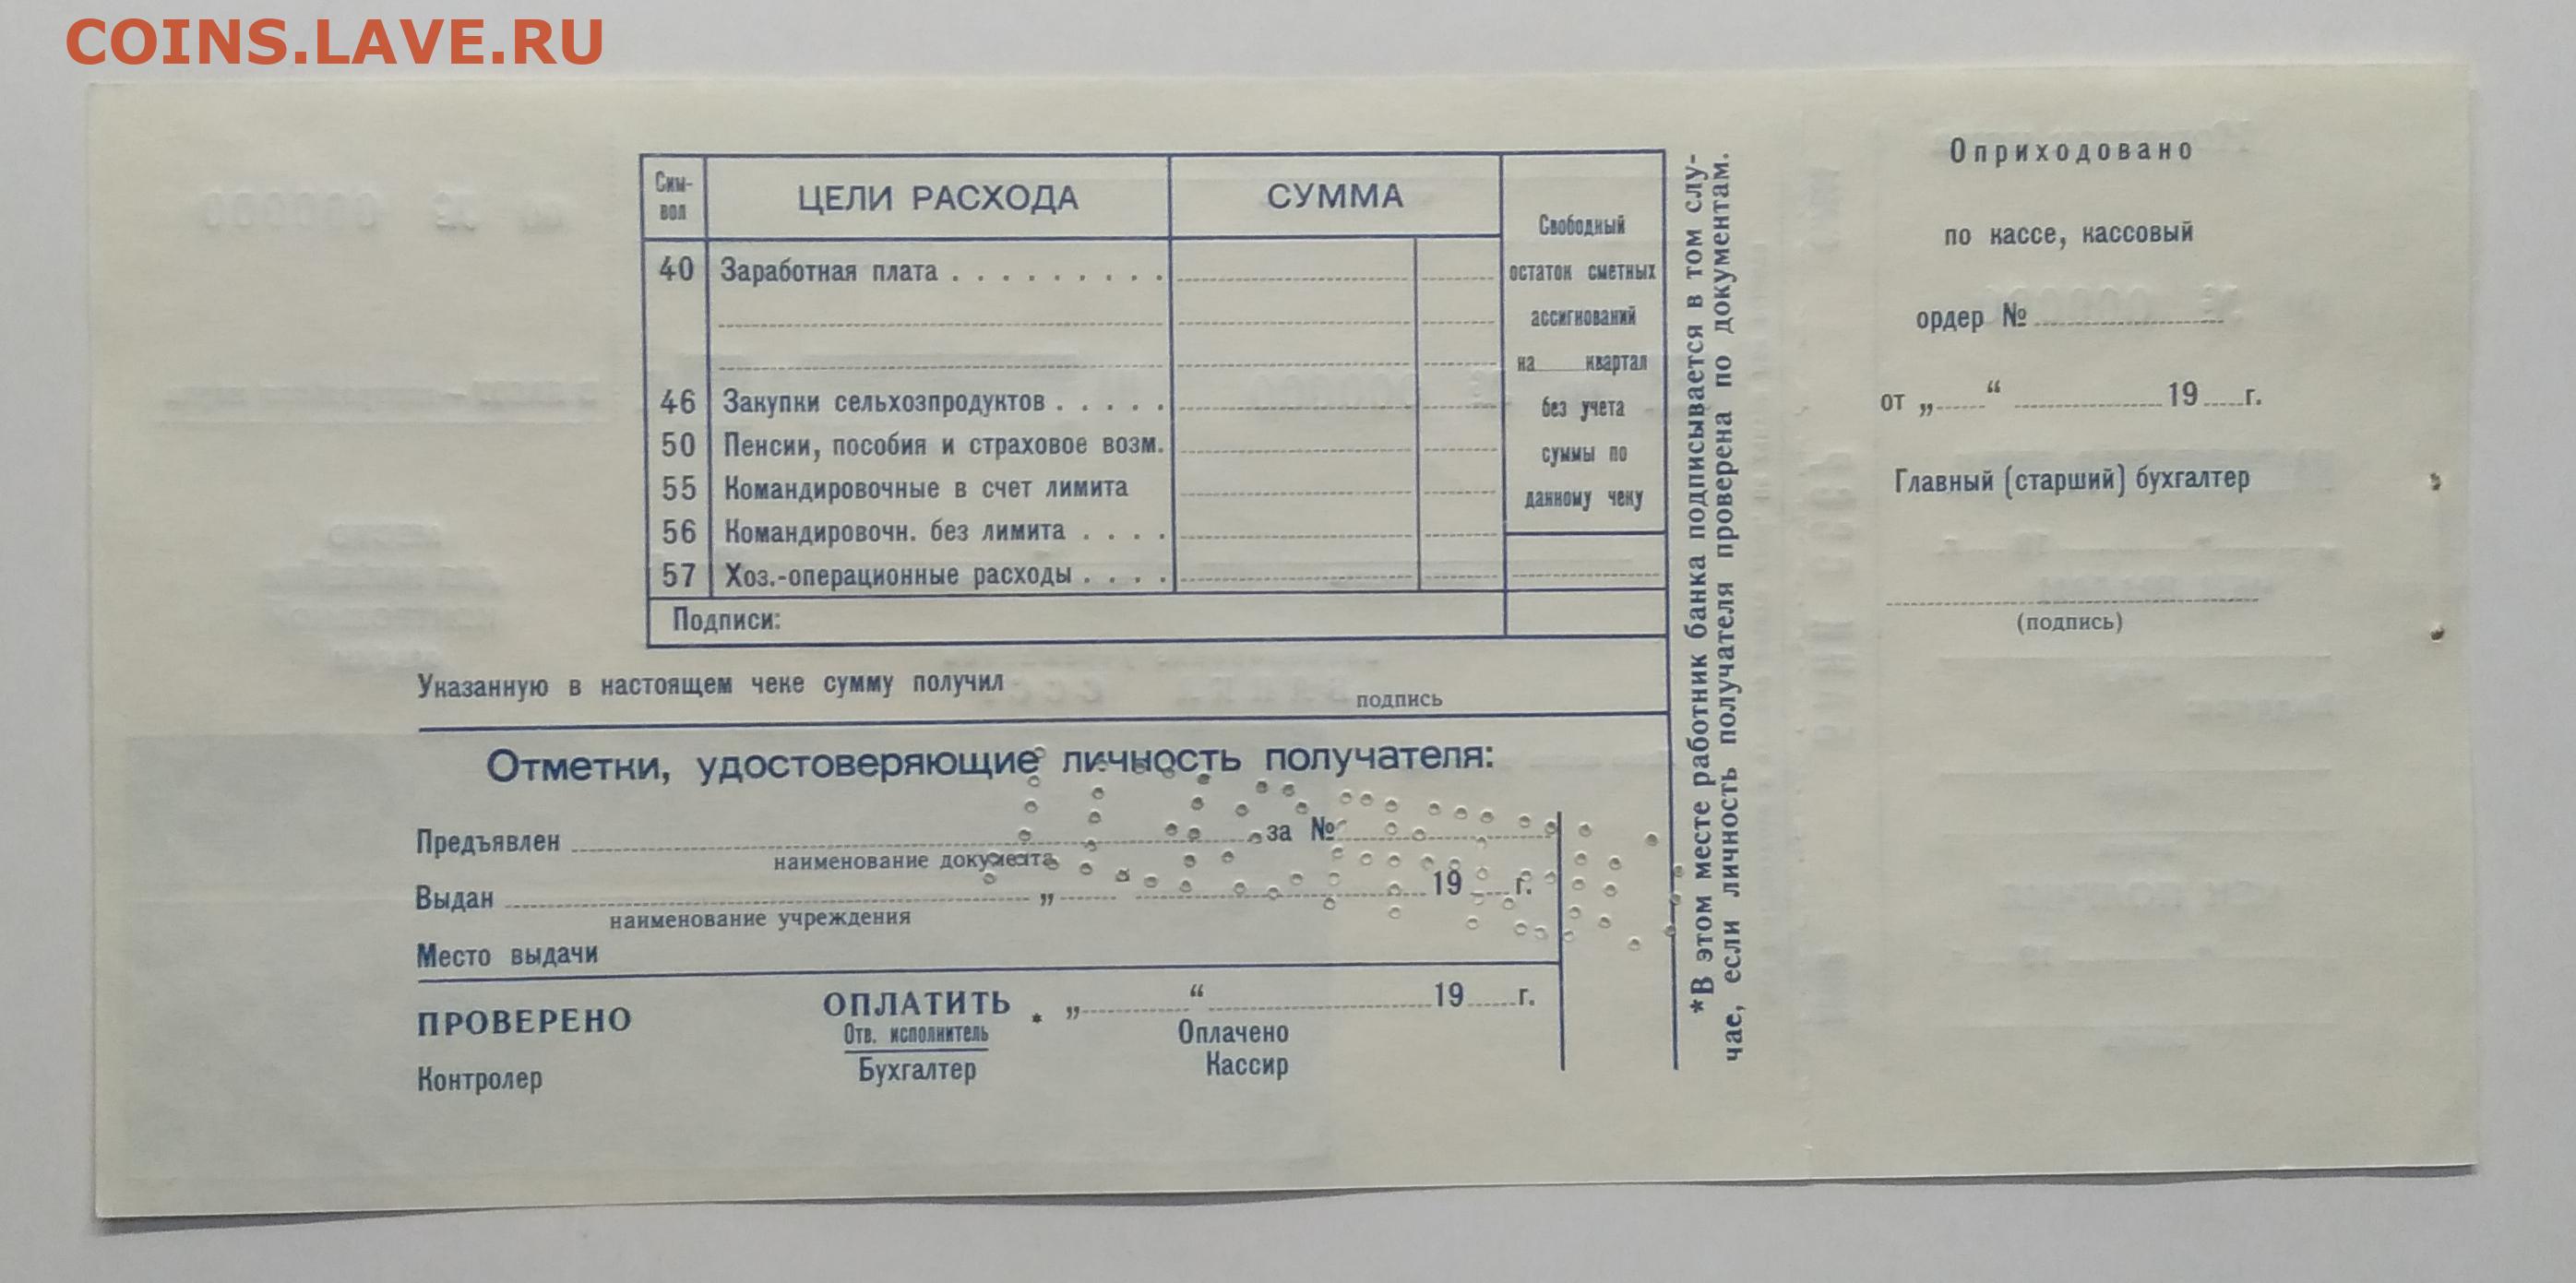 COINS.LAVE.RU
Сим-
вол
ЦЕЛИ РАСХОДА
СУММА
Свободный
остаток сметных
ассигнований
на квартал
без учета
суммы по
данному чеку
40 Заработная плата . . . . . . . . .
46 Закупки сельхозпродуктов . . . . .
50 Пенсии, пособия и страховое возм.
55 Командировочные в счет лимита
56 Командировочн. без лимита . . . .
57 Хоз.-операционные расходы . . . .
Подписи:
Указанную в настоящем чеке сумму получил
подпись
Отметки, удостоверяющие личность получателя:
Предъявлен за №
наименование документа
Выдан „ 19 г.
наименование учреждения
Место выдачи
ПРОВЕРЕНО
Контролер
ОПЛАТИТЬ * „ “ 19 г.
Отв. исполнитель
Бухгалтер
Оплачено
Кассир
*В этом месте работник банка подписывается в том слу-
чае, если личность получателя проверена по документам.
Оприходовано
по кассе, кассовый
ордер №
от „ “ 19 г.
Главный (старший) бухгалтер
(подпись)